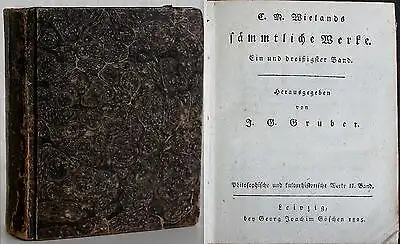 C. M. Wielands
sämmtliche Werke.
Ein und dreißigster Band.
Herausgegeben
von
J. G. Gruber.
Philosophische und kulturhistorische Werke II. Band.
Leipzig,
bey Georg Joachim Göschen 1825.